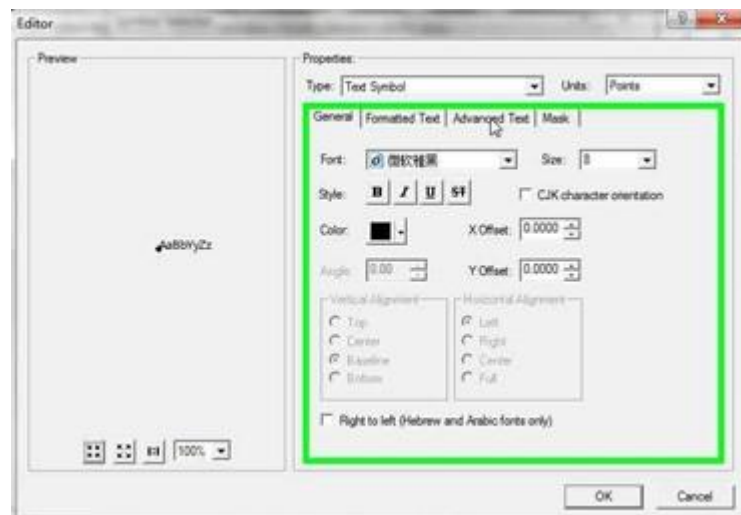 Editor
Preview
Properties:
Type: Text Symbol Units: Points
General Formatted Text Advanced Text Mask
Font: 微软雅黑 Size: 8
Style: B I U ST CJK character orientation
Color: X Offset: 0.0000
AaBbYyZz
Angle: 0.00 Y Offset: 0.0000
Vertical Alignment Horizontal Alignment
Top Left
Center Right
Baseline Center
Bottom Full
Right to left (Hebrew and Arabic fonts only)
1:1 100%
OK Cancel